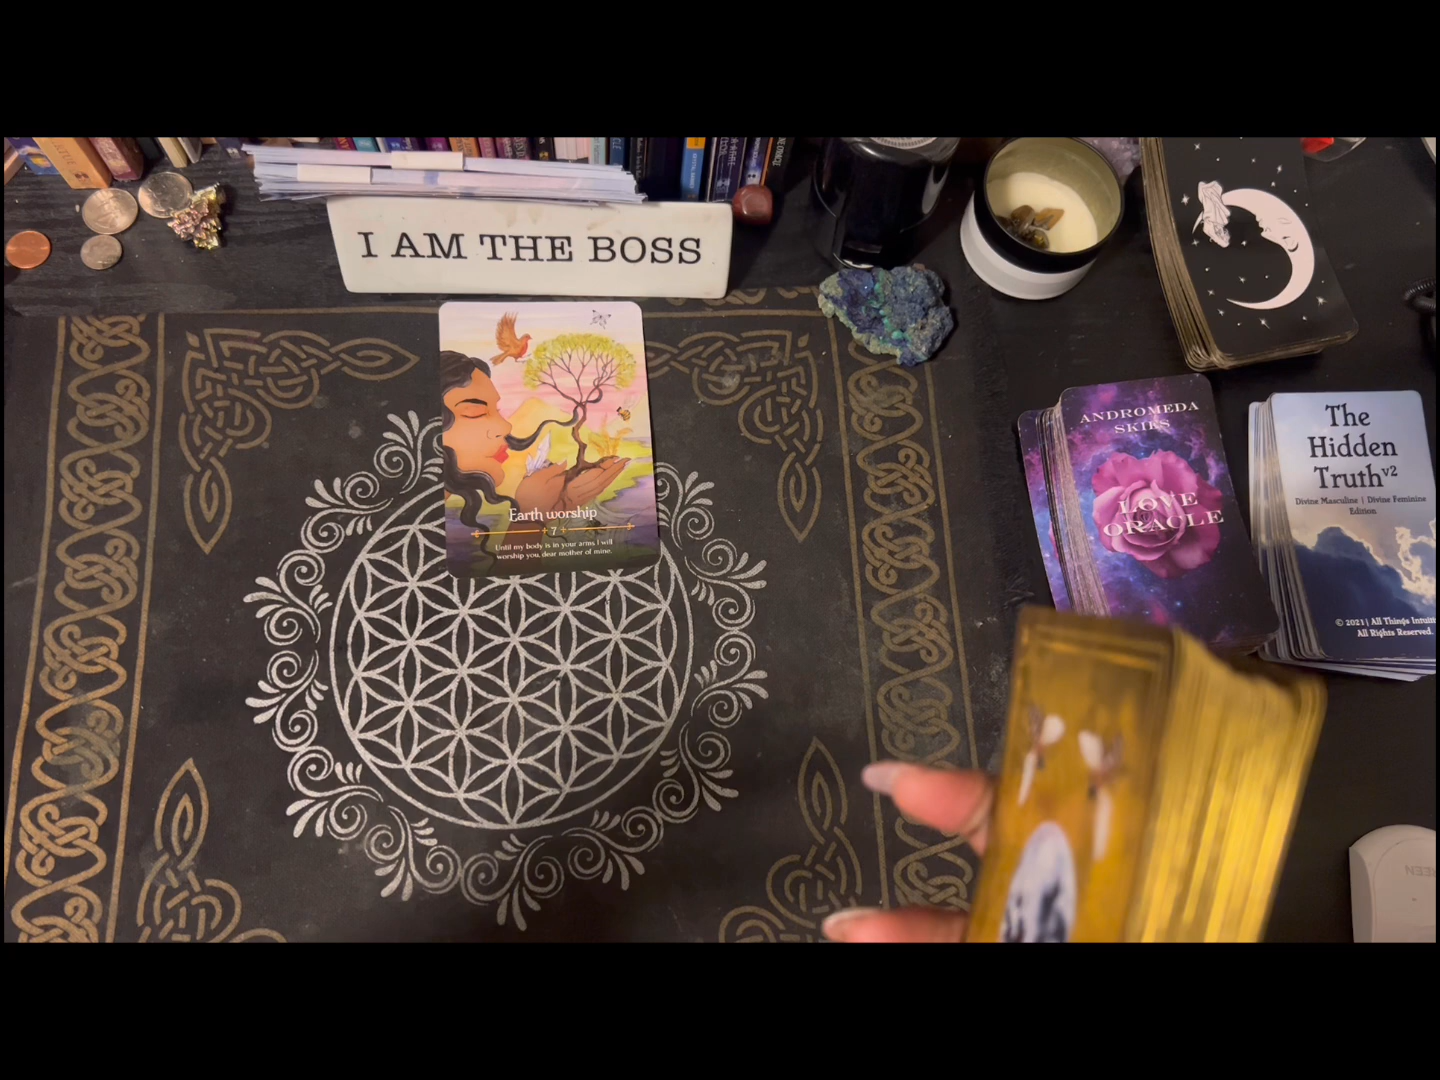 I AM THE BOSS
Earth worship
7
Until my body is in your arms I will
worship you, dear mother of mine.
ANDROMEDA
SKIES
LOVE
ORACLE
The
Hidden
Truth v2
Divine Masculine | Divine Feminine
Edition
© 2021 | All Things
All Rights Reserved.